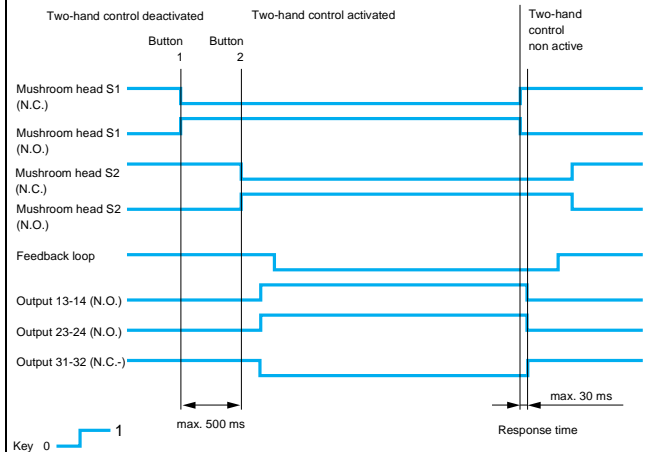 Two-hand control deactivated
Two-hand control activated
Two-hand
control
non active
Button
1
Button
2
Mushroom head S1
(N.C.)
Mushroom head S1
(N.O.)
Mushroom head S2
(N.C.)
Mushroom head S2
(N.O.)
Feedback loop
Output 13-14 (N.O.)
Output 23-24 (N.O.)
Output 31-32 (N.C.-)
max. 500 ms
max. 30 ms
Response time
Key 0 1